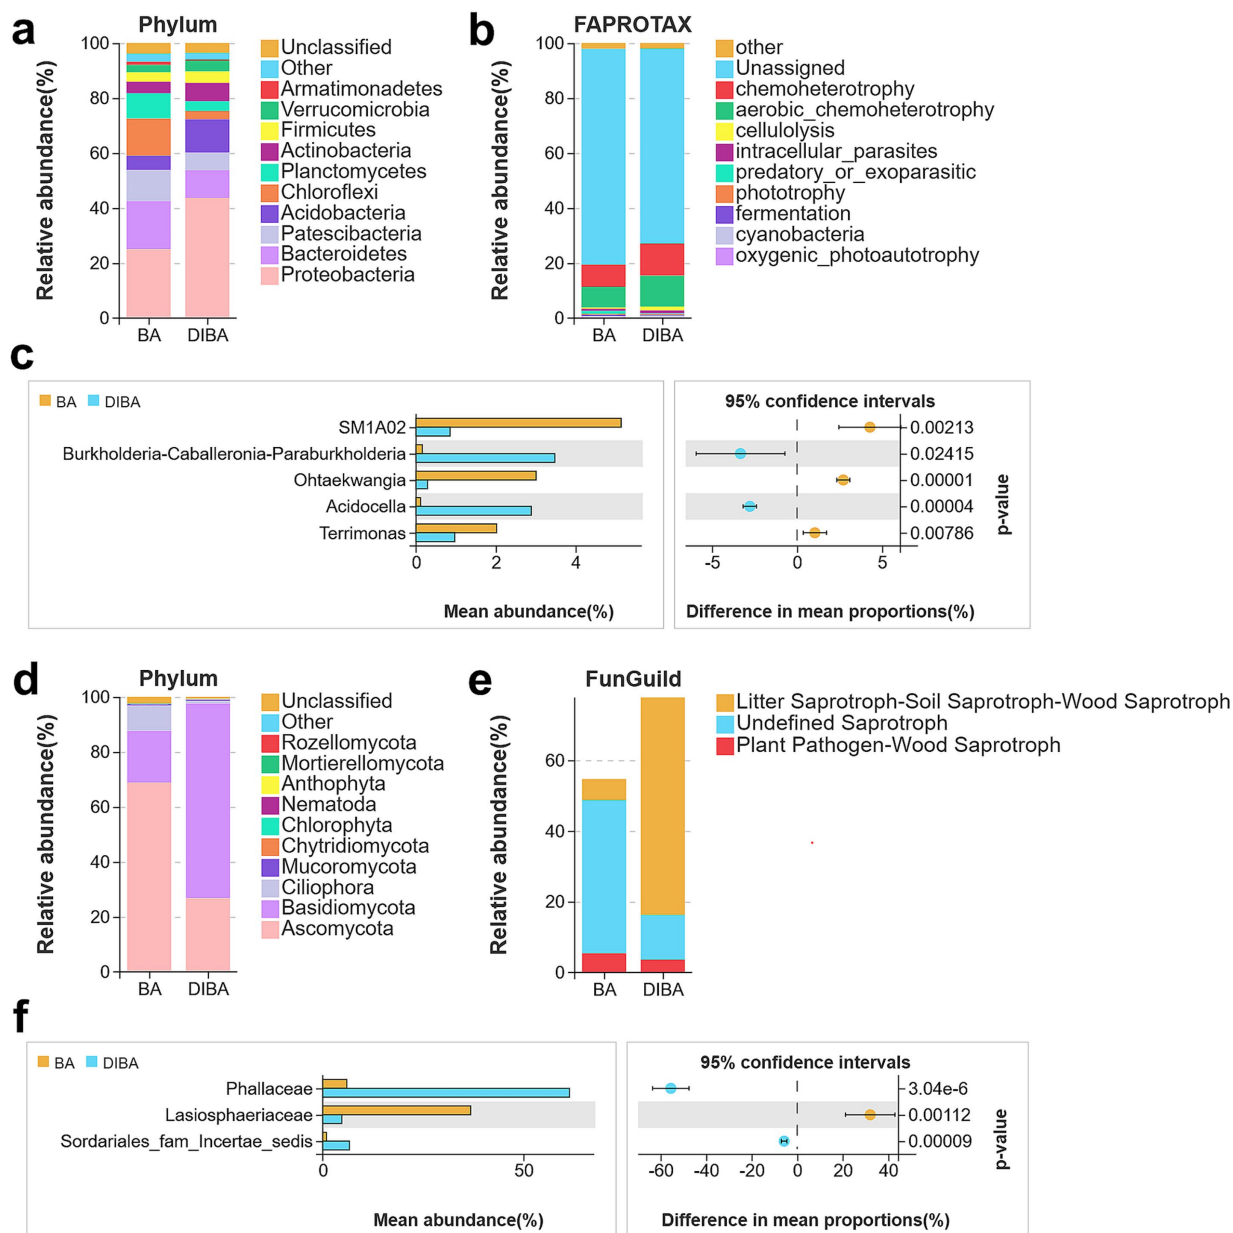 a
Phylum
Relative abundance(%)
100
80
60
40
20
0
BA
DIBA
Unclassified
Other
Armatimonadetes
Verrucomicrobia
Firmicutes
Actinobacteria
Planctomycetes
Chloroflexi
Acidobacteria
Patescibacteria
Bacteroidetes
Proteobacteria
b
FAPROTAX
Relative abundance(%)
100
80
60
40
20
0
BA
DIBA
other
Unassigned
chemoheterotrophy
aerobic_chemoheterotrophy
cellulolysis
intracellular_parasites
predatory_or_exoparasitic
phototrophy
fermentation
cyanobacteria
oxygenic_photoautotrophy
c
BA DIBA
SM1A02
Burkholderia-Caballeronia-Paraburkholderia
Ohtaekwangia
Acidocella
Terrimonas
0 2 4
Mean abundance(%)
95% confidence intervals
0.00213
0.02415
0.00001
0.00004
0.00786
p-value
-5 0 5
Difference in mean proportions(%)
d
Phylum
Relative abundance(%)
100
80
60
40
20
0
BA
DIBA
Unclassified
Other
Rozellomycota
Mortierellomycota
Anthophyta
Nematoda
Chlorophyta
Chytridiomycota
Mucoromycota
Ciliophora
Basidiomycota
Ascomycota
e
FunGuild
Relative abundance(%)
60
40
20
0
BA
DIBA
Litter Saprotroph-Soil Saprotroph-Wood Saprotroph
Undefined Saprotroph
Plant Pathogen-Wood Saprotroph
f
BA DIBA
Phallaceae
Lasiosphaeriaceae
Sordariales_fam_Incertae_sedis
0 50
Mean abundance(%)
95% confidence intervals
3.04e-6
0.00112
0.00009
p-value
-60 -40 -20 0 20 40
Difference in mean proportions(%)